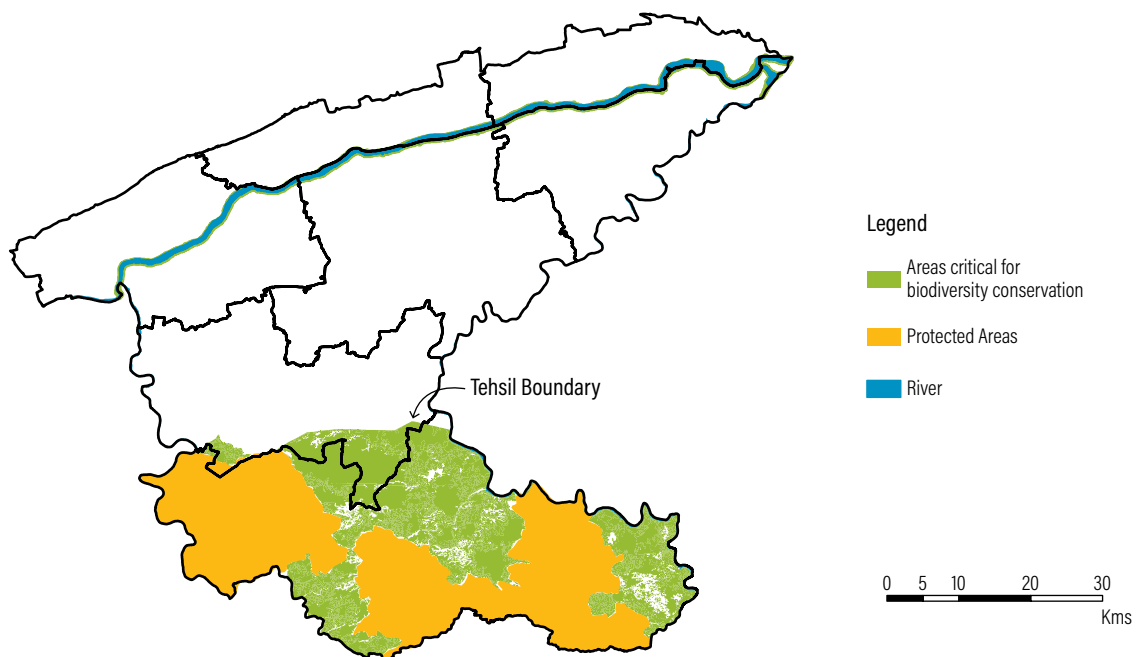 Tehsil Boundary
Legend
Areas critical for
biodiversity conservation
Protected Areas
River
0 5 10 20 30
Kms